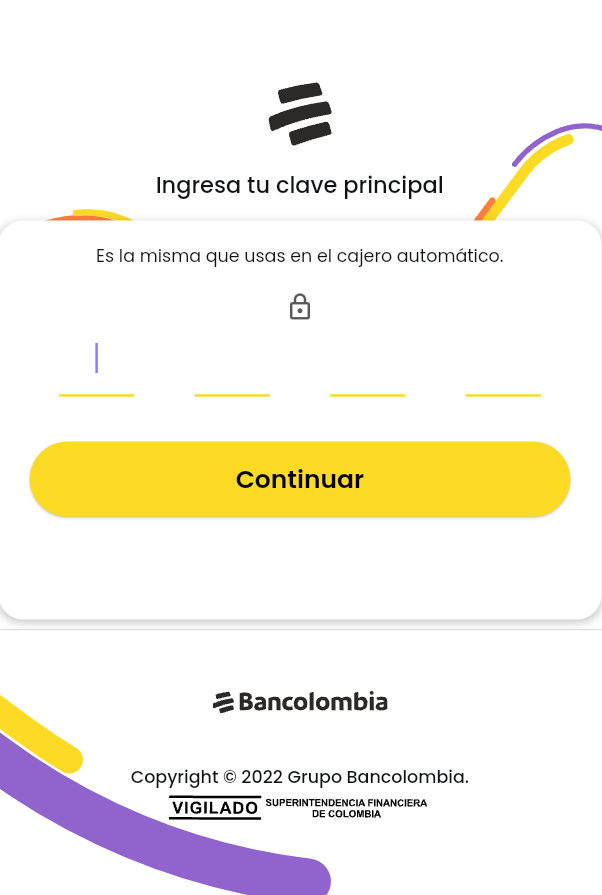 Ingresa tu clave principal
Es la misma que usas en el cajero automático.
Continuar
Bancolombia
Copyright © 2022 Grupo Bancolombia.
VIGILADO SUPERINTENDENCIA FINANCIERA
DE COLOMBIA